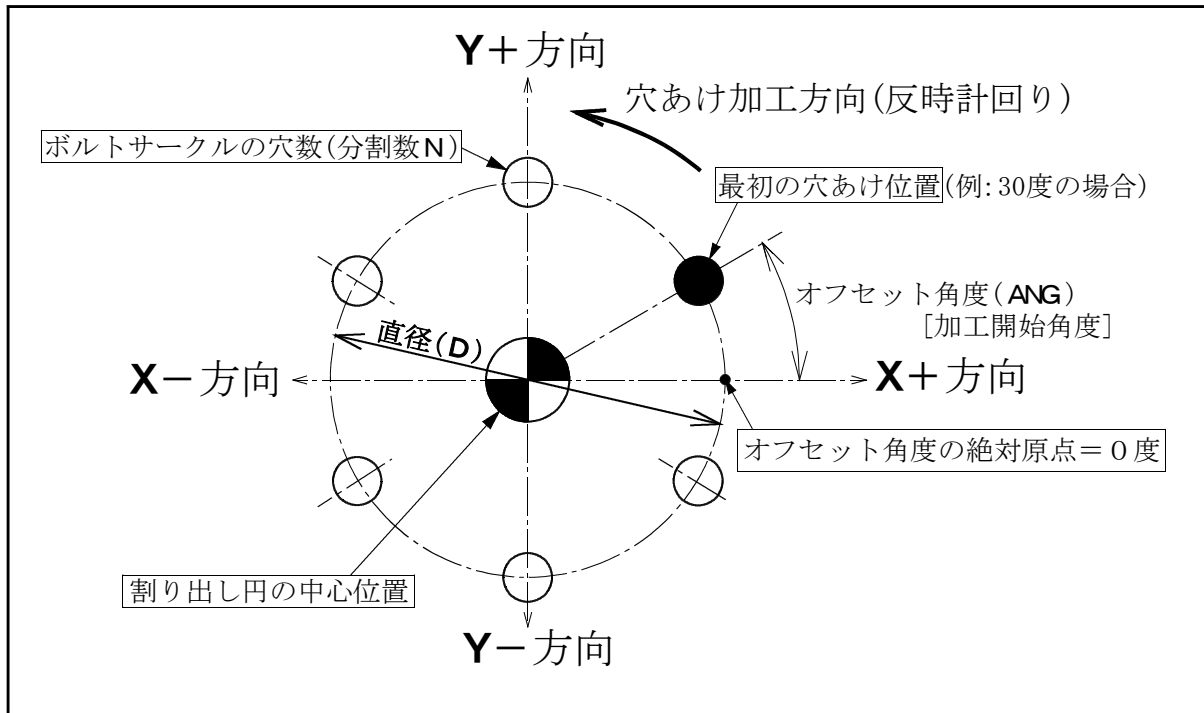 Y＋方向
穴あけ加工方向(反時計回り)
ボルトサークルの穴数(分割数N)
最初の穴あけ位置(例:30度の場合)
オフセット角度(ANG)
[加工開始角度]
直径(D)
X－方向
X＋方向
オフセット角度の絶対原点＝０度
割り出し円の中心位置
Y－方向